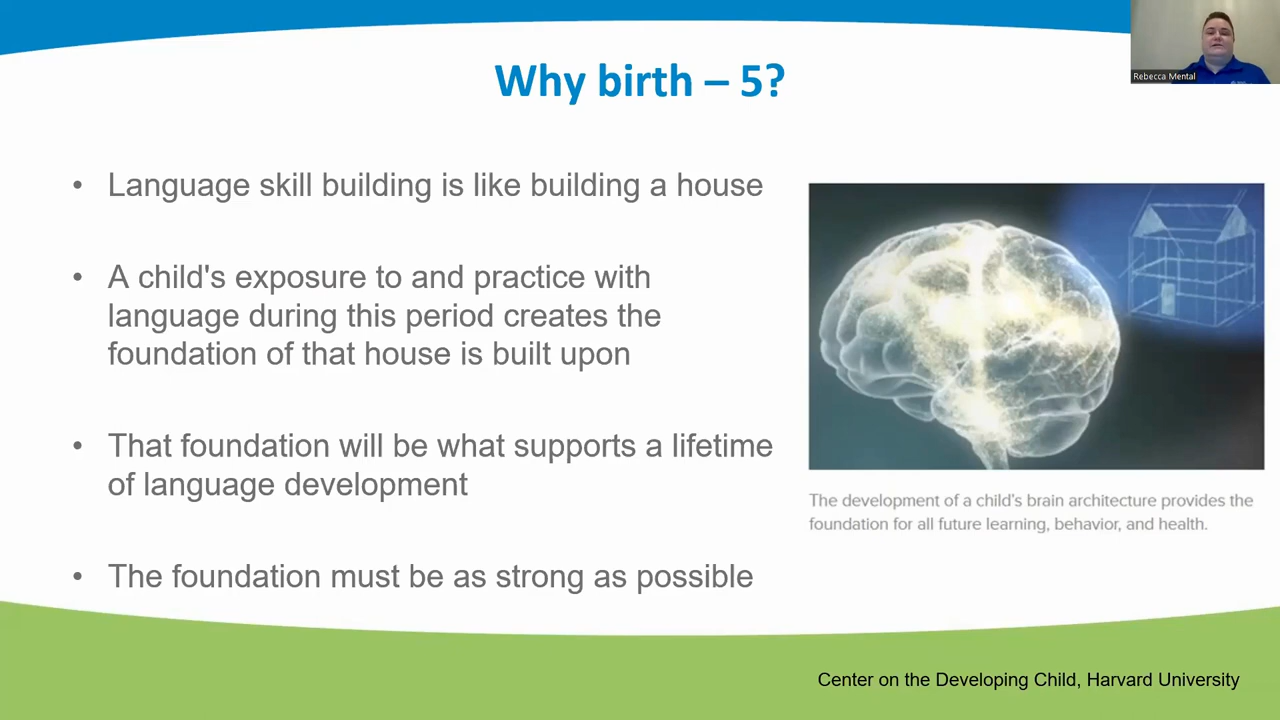 Rebecca Mental
Why birth – 5?
• Language skill building is like building a house
• A child's exposure to and practice with
language during this period creates the
foundation of that house is built upon
• That foundation will be what supports a lifetime
of language development
• The foundation must be as strong as possible
The development of a child's brain architecture provides the
foundation for all future learning, behavior, and health.
Center on the Developing Child, Harvard University